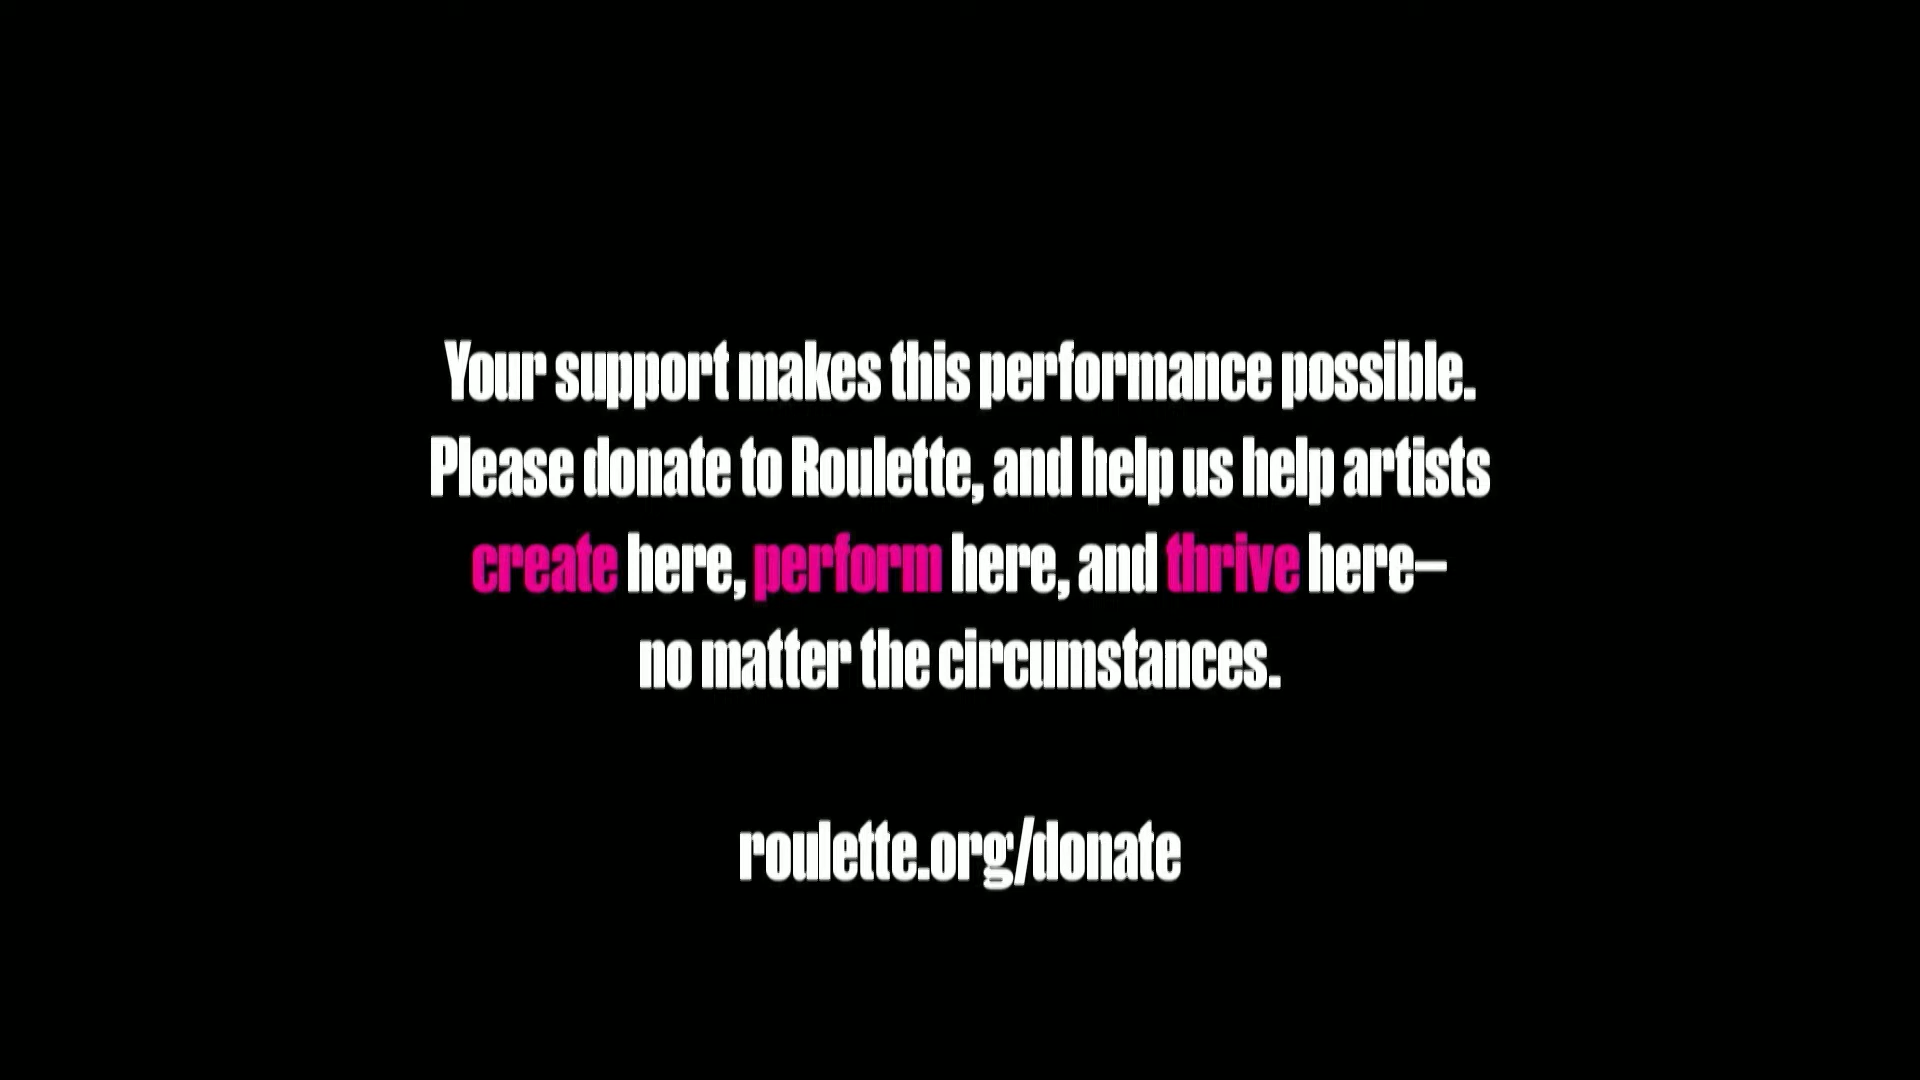 Your support makes this performance possible.
Please donate to Roulette, and help us help artists
create here, perform here, and thrive here—
no matter the circumstances.
roulette.org/donate